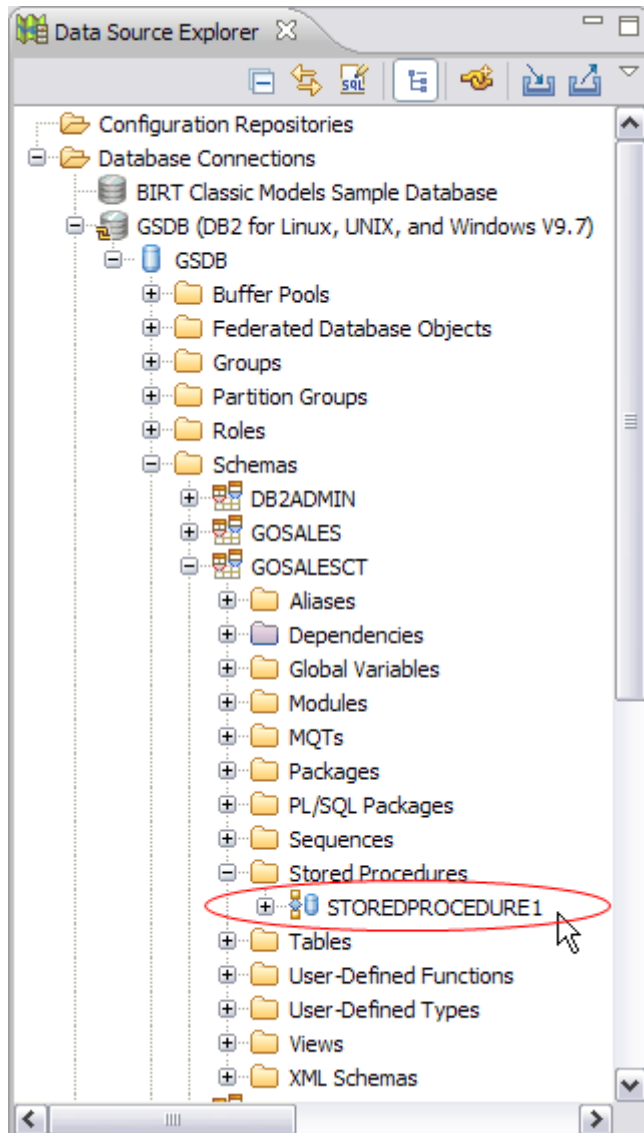 Data Source Explorer
SQL
Configuration Repositories
Database Connections
BIRT Classic Models Sample Database
GSDB (DB2 for Linux, UNIX, and Windows V9.7)
GSDB
Buffer Pools
Federated Database Objects
Groups
Partition Groups
Roles
Schemas
DB2ADMIN
GOSALES
GOSALESCT
Aliases
Dependencies
Global Variables
Modules
MQTs
Packages
PL/SQL Packages
Sequences
Stored Procedures
STOREDPROCEDURE1
Tables
User-Defined Functions
User-Defined Types
Views
XML Schemas